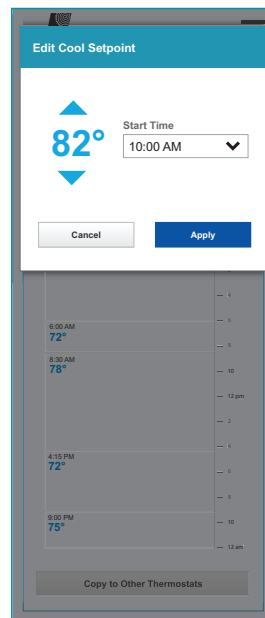 Edit Cool Setpoint
Start Time
82°
10:00 AM
Cancel
Apply
4
6
6:00 AM
72°
8
8:30 AM
78°
10
12 pm
2
4
4:15 PM
72°
6
8
9:00 PM
75°
10
12 am
Copy to Other Thermostats